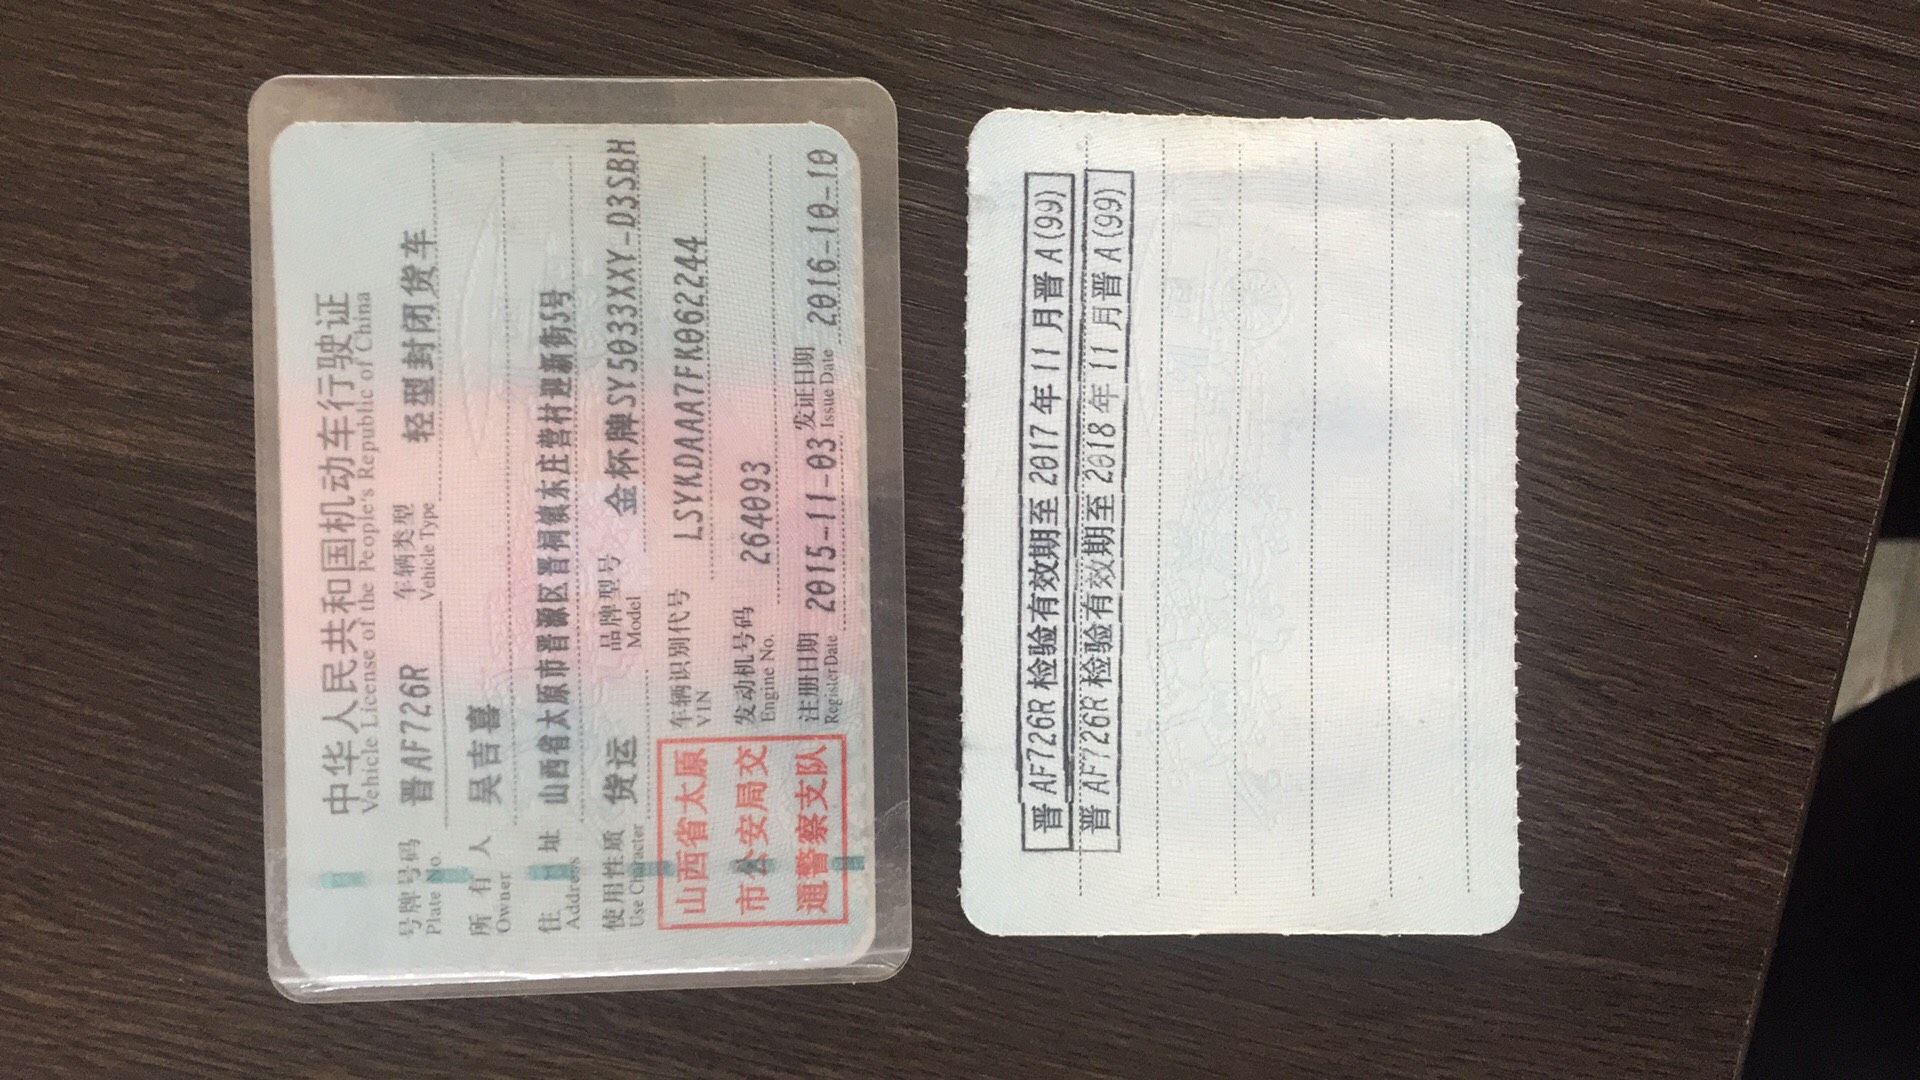 中华人民共和国机动车行驶证
Vehicle License of the People's Republic of China
号牌号码 晋AF726R 车辆类型 轻型封闭货车
Plate No. Vehicle Type
所有人 吴吉喜
Owner
住址 山西省太原市晋源区晋祠镇东庄营村迎新街5号
Address
使用性质 货运 品牌型号 金杯牌SY5033XXY-D3SBH
Use Character Model
山西省太原
市公安局交
通警察支队
车辆识别代号 LSYKDAAA7FK062244
VIN
发动机号码 264093
Engine No.
注册日期 2015-11-03 发证日期 2016-10-10
Register Date Issue Date
晋AF726R 检验有效期至2017年11月晋A(99)
晋AF726R 检验有效期至2018年11月晋A(99)